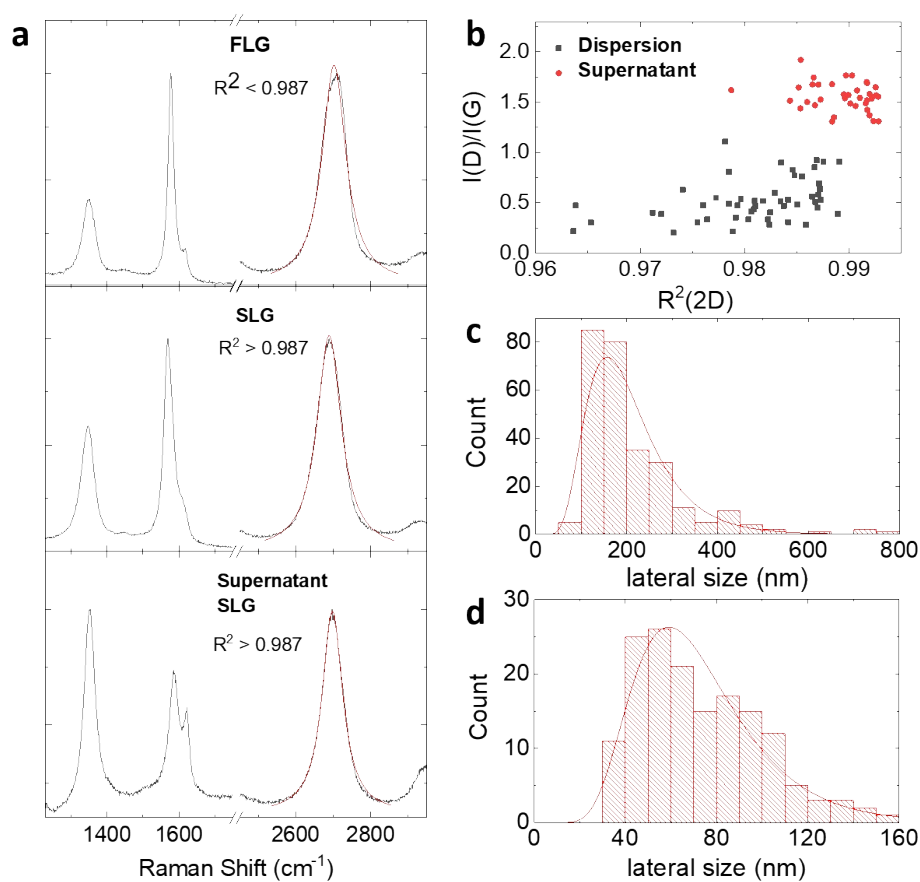 a
FLG
R² < 0.987
SLG
R² > 0.987
Supernatant
SLG
R² > 0.987
1400 1600 2600 2800
Raman Shift (cm⁻¹)
b
Dispersion
Supernatant
2.0
1.5
1.0
0.5
0.0
I(D)/I(G)
0.96 0.97 0.98 0.99
R²(2D)
c
80
60
40
20
0
Count
0 200 400 600 800
lateral size (nm)
d
30
20
10
0
Count
0 40 80 120 160
lateral size (nm)